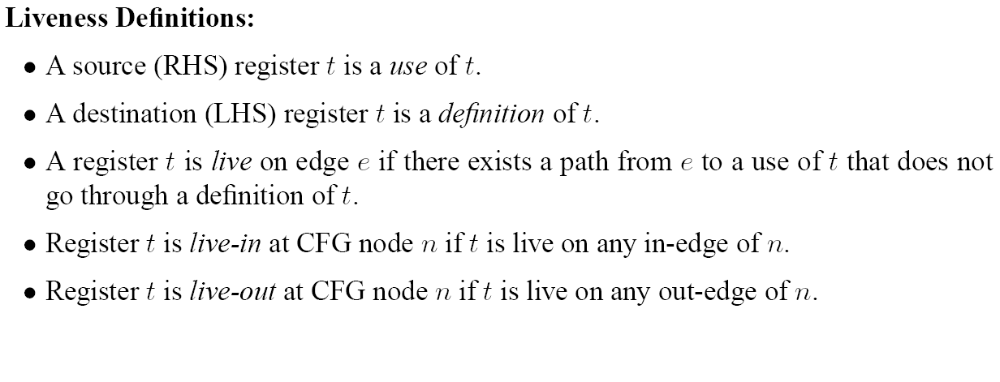 Liveness Definitions:
• A source (RHS) register t is a use of t.
• A destination (LHS) register t is a definition of t.
• A register t is live on edge e if there exists a path from e to a use of t that does not
go through a definition of t.
• Register t is live-in at CFG node n if t is live on any in-edge of n.
• Register t is live-out at CFG node n if t is live on any out-edge of n.